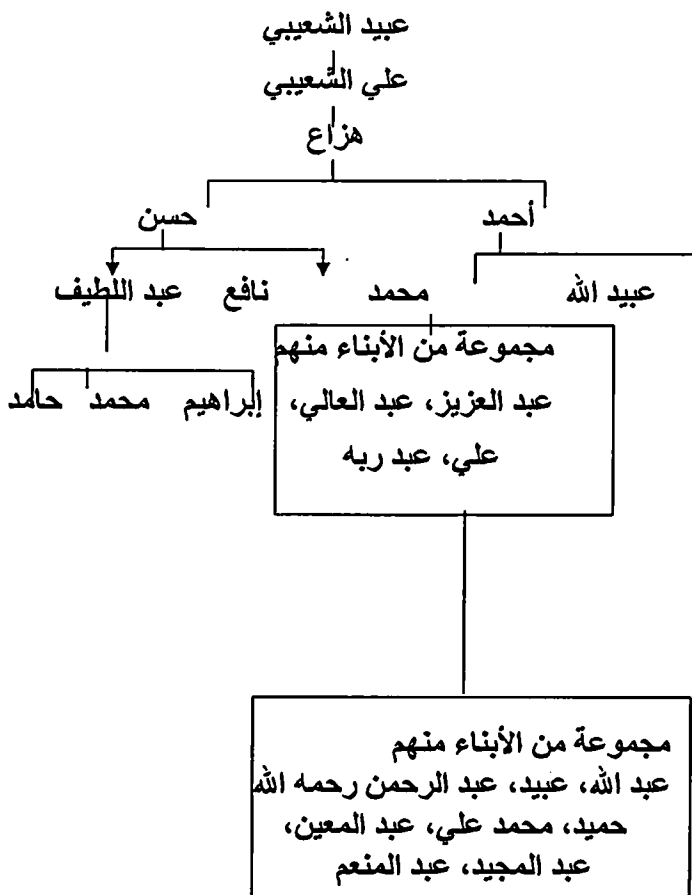 عبيد الشعيبي
علي الشعيبي
هزاع
أحمد
حسن
عبيد الله
محمد
نافع
عبد اللطيف
مجموعة من الأبناء منهم
عبد العزيز، عبد العالي،
علي، عبد ربه
إبراهيم
محمد
حامد
مجموعة من الأبناء منهم
عبد الله، عبيد، عبد الرحمن رحمه الله
حميد، محمد علي، عبد المعين،
عبد المجيد، عبد المنعم